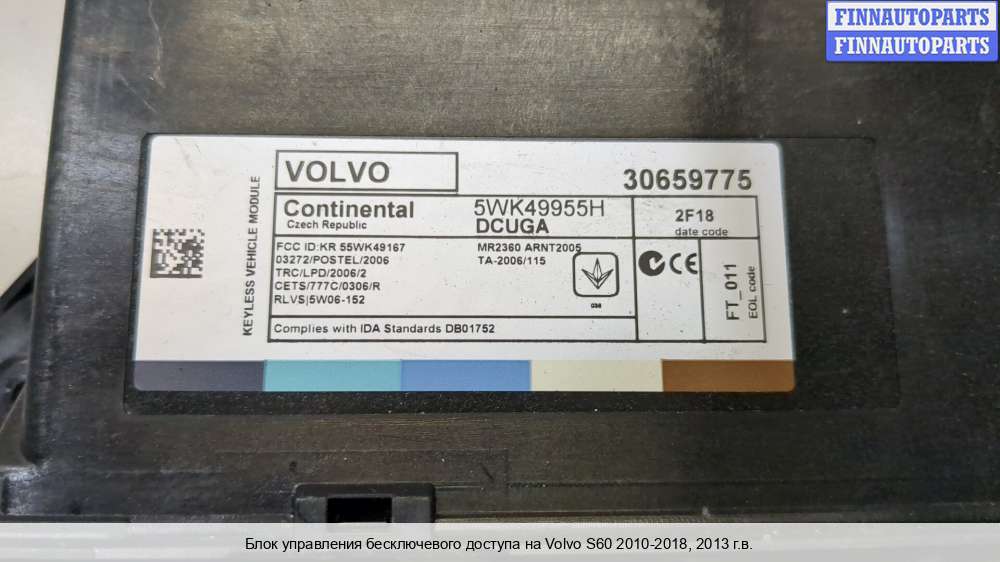 FINNAUTOPARTS
FINNAUTOPARTS
KEYLESS VEHICLE MODULE
VOLVO
30659775
Continental
Czech Republic
5WK49955H
DCUGA
2F18
date code
FCC ID:KR 55WK49167
03272/POSTEL/2006
TRC/LPD/2006/2
CETS/777C/0306/R
RLVS|5W06-152
MR2360 ARNT2005
TA-2006/115
036
CE
FT_011
EOL code
Complies with IDA Standards DB01752
Блок управления бесключевого доступа на Volvo S60 2010-2018, 2013 г.в.